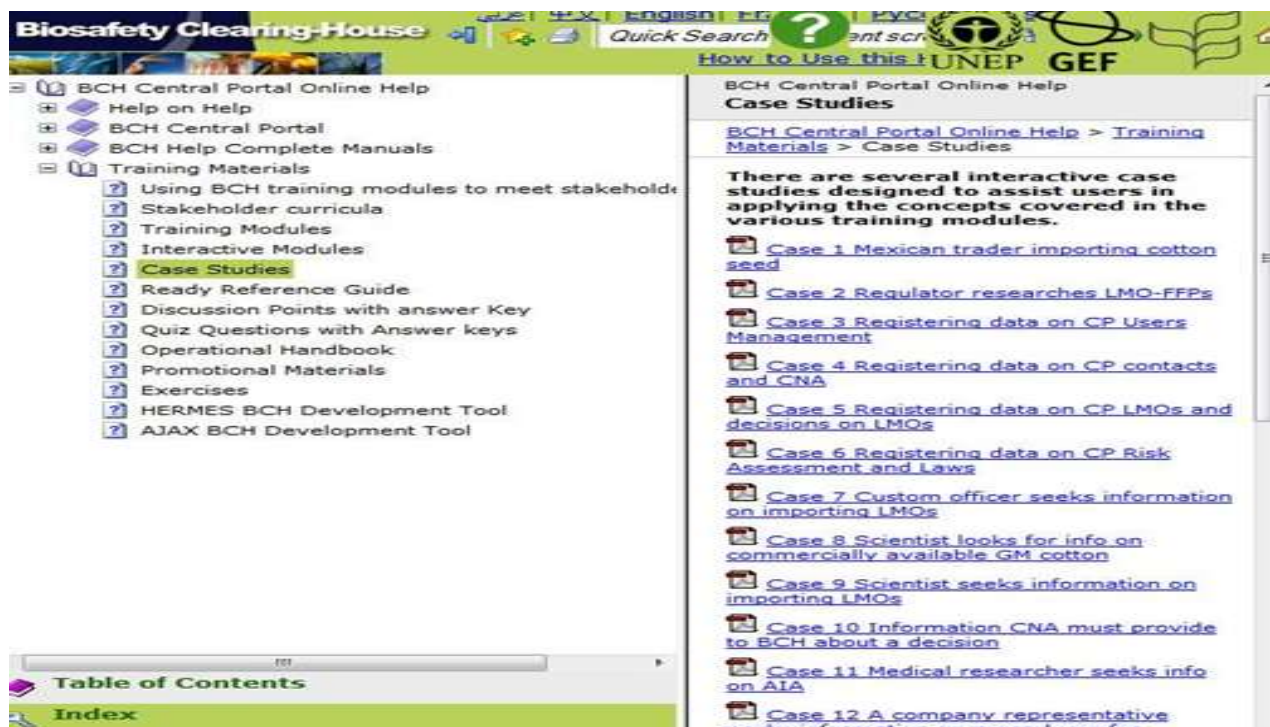 عربي | 中文 | English
Biosafety Clearing-House
Quick Search
How to Use this
UNEP
GEF
BCH Central Portal Online Help
Help on Help
BCH Central Portal
BCH Help Complete Manuals
Training Materials
Using BCH training modules to meet
Stakeholder curricula
Training Modules
Interactive Modules
Case Studies
Ready Reference Guide
Discussion Points with answer Key
Quiz Questions with Answer keys
Operational Handbook
Promotional Materials
Exercises
HERMES BCH Development Tool
AJAX BCH Development Tool
Table of Contents
Index
BCH Central Portal Online Help
Case Studies
BCH Central Portal Online Help > Training
Materials > Case Studies
There are several interactive case
studies designed to assist users in
applying the concepts covered in the
various training modules.
Case 1 Mexican trader importing cotton
seed
Case 2 Regulator researches LMO-FFPs
Case 3 Registering data on CP Users
Management
Case 4 Registering data on CP contacts
and CNA
Case 5 Registering data on CP LMOs and
decisions on LMOs
Case 6 Registering data on CP Risk
Assessment and Laws
Case 7 Custom officer seeks information
on importing LMOs
Case 8 Scientist looks for info on
commercially available GM cotton
Case 9 Scientist seeks information on
importing LMOs
Case 10 Information CNA must provide
to BCH about a decision
Case 11 Medical researcher seeks info
on AIA
Case 12 A company representative